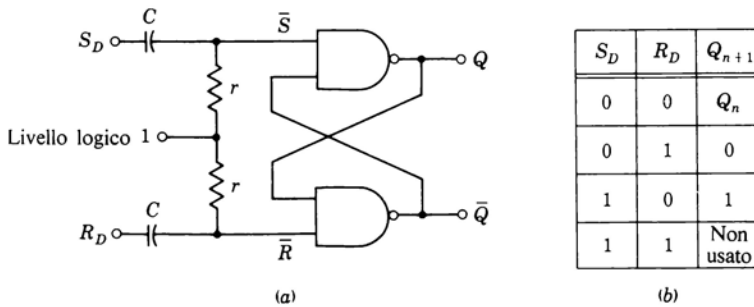 C
S̅
S_D
Q
r
Livello logico 1
r
C
Q̅
R_D
R̅
(a)
S_D R_D Q_{n+1}
0 0 Q_n
0 1 0
1 0 1
1 1 Non usato
(b)